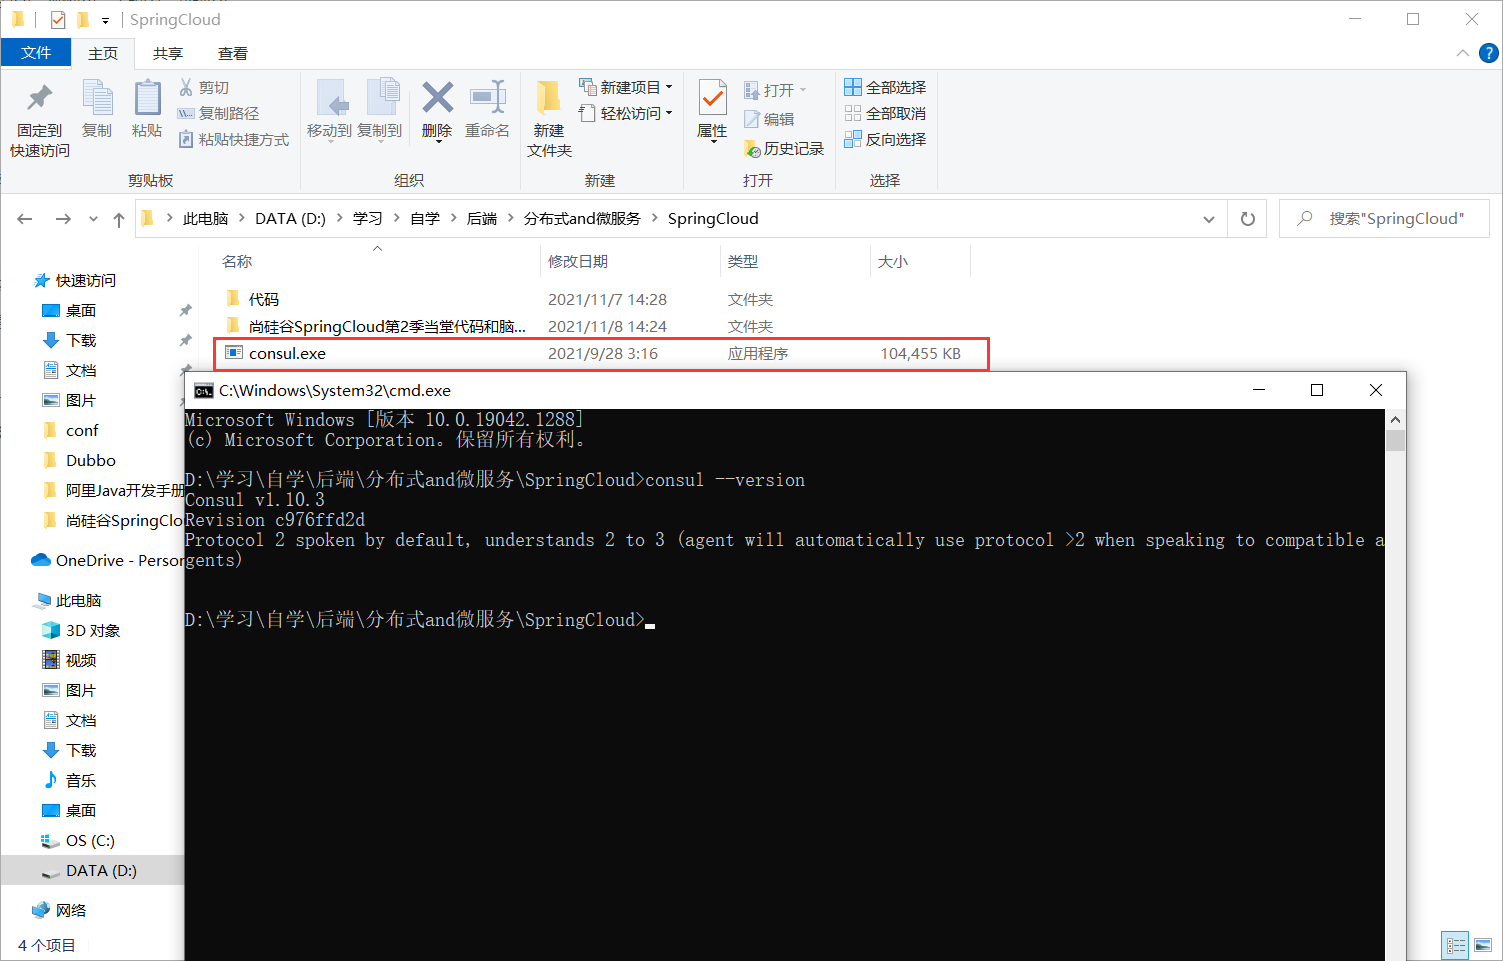 SpringCloud
文件 主页 共享 查看
固定到
快速访问
复制
粘贴
剪切
复制路径
粘贴快捷方式
剪贴板
移动到
复制到
删除
重命名
组织
新建
文件夹
新建项目
轻松访问
新建
属性
打开
编辑
历史记录
打开
全部选择
全部取消
反向选择
选择
此电脑 DATA (D:) 学习 自学 后端 分布式and微服务 SpringCloud
搜索"SpringCloud"
名称 修改日期 类型 大小
代码 2021/11/7 14:28 文件夹
尚硅谷SpringCloud第2季当堂代码和脑... 2021/11/8 14:24 文件夹
consul.exe 2021/9/28 3:16 应用程序 104,455 KB
快速访问
桌面
下载
文档
图片
conf
Dubbo
阿里Java开发手册
尚硅谷SpringClo
OneDrive - Person
此电脑
3D 对象
视频
图片
文档
下载
音乐
桌面
OS (C:)
DATA (D:)
网络
4 个项目
C:\Windows\System32\cmd.exe
Microsoft Windows [版本 10.0.19042.1288]
(c) Microsoft Corporation。保留所有权利。
D:\学习\自学\后端\分布式and微服务\SpringCloud>consul --version
Consul v1.10.3
Revision c976ffd2d
Protocol 2 spoken by default, understands 2 to 3 (agent will automatically use protocol >2 when speaking to compatible a
gents)
D:\学习\自学\后端\分布式and微服务\SpringCloud>